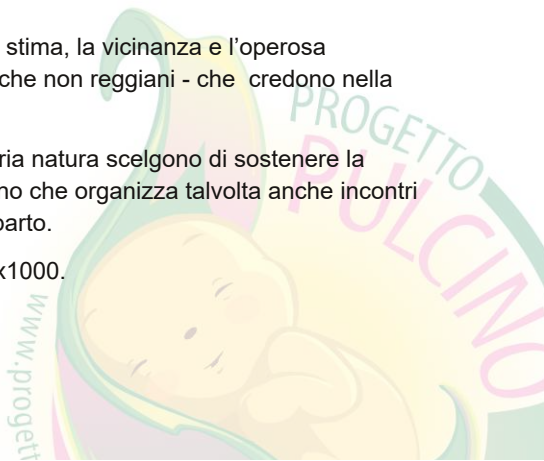 stima, la vicinanza e l’operosa
che non reggiani - che  credono nella
ria natura scelgono di sostenere la
no che organizza talvolta anche incontri
parto.
x1000.
PROGETTO
PULCINO
www.progett